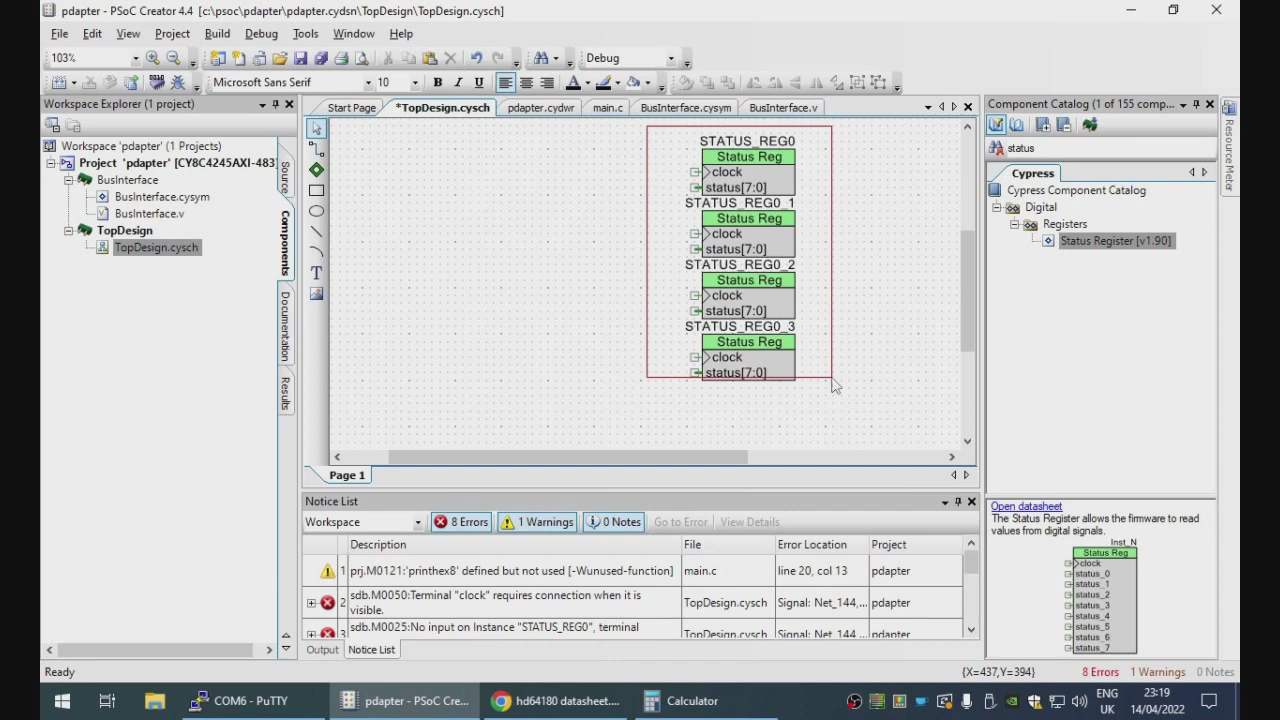 pdapter - PSoC Creator 4.4 [c:\psoc\pdapter\pdapter.cydsn\TopDesign\TopDesign.cysch]
File Edit View Project Build Debug Tools Window Help
103% Debug
Microsoft Sans Serif 10 B I U A
Workspace Explorer (1 project)
Workspace 'pdapter' (1 Projects)
Project 'pdapter' [CY8C4245AXI-483]
BusInterface
BusInterface.cysym
BusInterface.v
TopDesign
TopDesign.cysch
Source
Components
Documentation
Results
Start Page *TopDesign.cysch pdapter.cydwr main.c BusInterface.cysym BusInterface.v
STATUS_REG0
Status Reg
clock
status[7:0]
STATUS_REG0_1
Status Reg
clock
status[7:0]
STATUS_REG0_2
Status Reg
clock
status[7:0]
STATUS_REG0_3
Status Reg
clock
status[7:0]
T
Page 1
Component Catalog (1 of 155 comp...
status
Cypress
Cypress Component Catalog
Digital
Registers
Status Register [v1.90]
Resource Meter
Open datasheet
The Status Register allows the firmware to read
values from digital signals.
Inst_N
Status Reg
clock
status_0
status_1
status_2
status_3
status_4
status_5
status_6
status_7
Notice List
Workspace 8 Errors 1 Warnings 0 Notes Go to Error View Details
Description File Error Location Project
1 prj.M0121:'printhex8' defined but not used [-Wunused-function] main.c line 20, col 13 pdapter
2 sdb.M0050:Terminal "clock" requires connection when it is visible. TopDesign.cysch Signal: Net_144,... pdapter
3 sdb.M0025:No input on Instance "STATUS_REG0", terminal TopDesign.cysch Signal: Net_144,... pdapter
Output Notice List
Ready {X=437,Y=394} 8 Errors 1 Warnings 0 Notes
COM6 - PuTTY pdapter - PSoC Cre... hd64180 datasheet.... Calculator
ENG
UK
23:19
14/04/2022